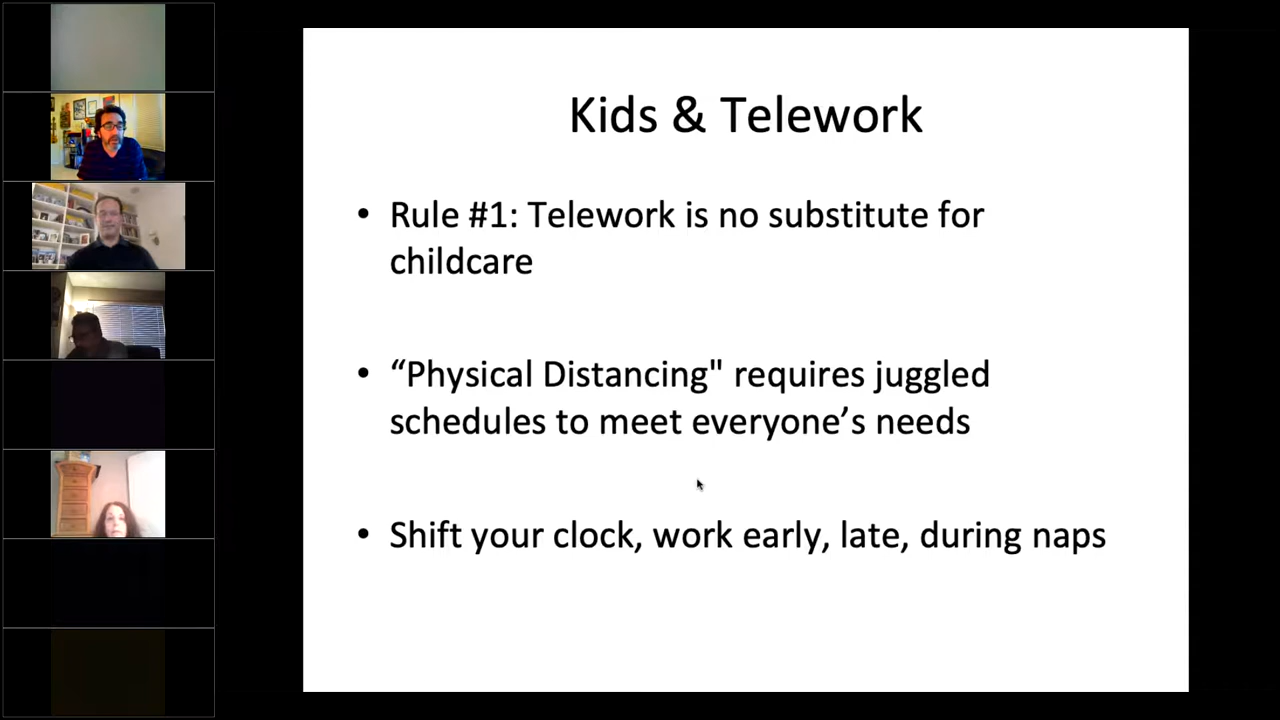 Kids & Telework
• Rule #1: Telework is no substitute for
childcare
• “Physical Distancing" requires juggled
schedules to meet everyone’s needs
• Shift your clock, work early, late, during naps